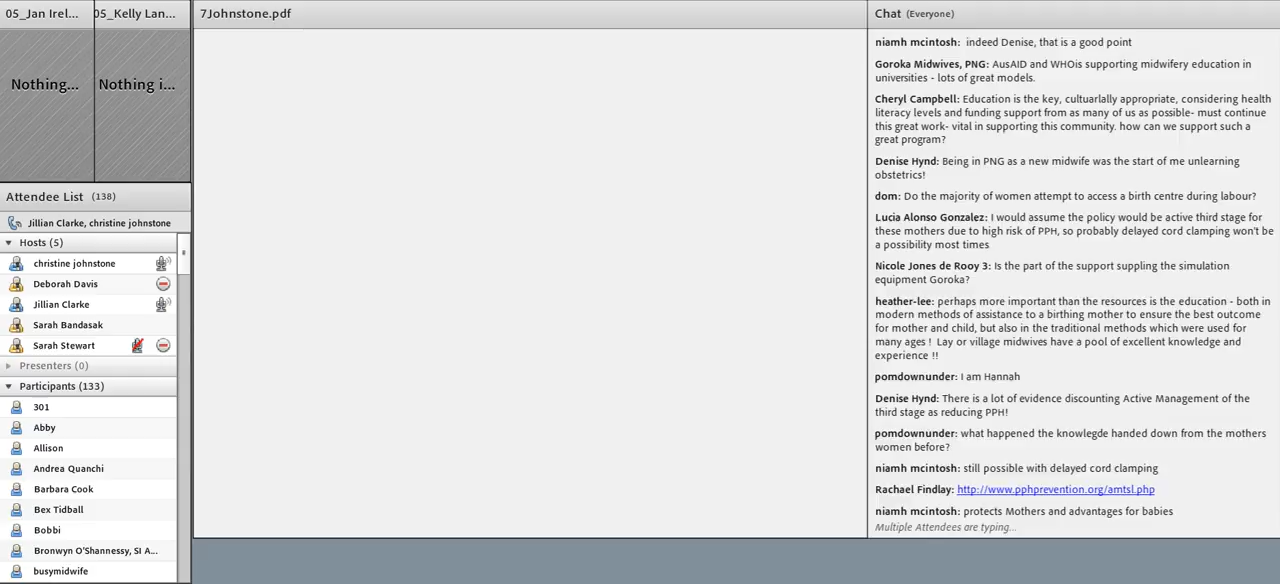 05_Jan Irel...
05_Kelly Lan...
7Johnstone.pdf
Chat (Everyone)
Nothing...
Nothing i...
Attendee List (138)
Jillian Clarke, christine johnstone
Hosts (5)
christine johnstone
Deborah Davis
Jillian Clarke
Sarah Bandasak
Sarah Stewart
Presenters (0)
Participants (133)
301
Abby
Allison
Andrea Quanchi
Barbara Cook
Bex Tidball
Bobbi
Bronwyn O'Shannessy, SI A...
busymidwife
niamh mcintosh: indeed Denise, that is a good point
Goroka Midwives, PNG: AusAID and WHOis supporting midwifery education in
universities - lots of great models.
Cheryl Campbell: Education is the key, cultuarlally appropriate, considering health
literacy levels and funding support from as many of us as possible- must continue
this great work- vital in supporting this community. how can we support such a
great program?
Denise Hynd: Being in PNG as a new midwife was the start of me unlearning
obstetrics!
dom: Do the majority of women attempt to access a birth centre during labour?
Lucia Alonso Gonzalez: I would assume the policy would be active third stage for
these mothers due to high risk of PPH, so probably delayed cord clamping won't be
a possibility most times
Nicole Jones de Rooy 3: Is the part of the support suppling the simulation
equipment Goroka?
heather-lee: perhaps more important than the resources is the education - both in
modern methods of assistance to a birthing mother to ensure the best outcome
for mother and child, but also in the traditional methods which were used for
many ages ! Lay or village midwives have a pool of excellent knowledge and
experience !!
pomdownunder: I am Hannah
Denise Hynd: There is a lot of evidence discounting Active Management of the
third stage as reducing PPH!
pomdownunder: what happened the knowlegde handed down from the mothers
women before?
niamh mcintosh: still possible with delayed cord clamping
Rachael Findlay: http://www.pphprevention.org/amtsl.php
niamh mcintosh: protects Mothers and advantages for babies
Multiple Attendees are typing...